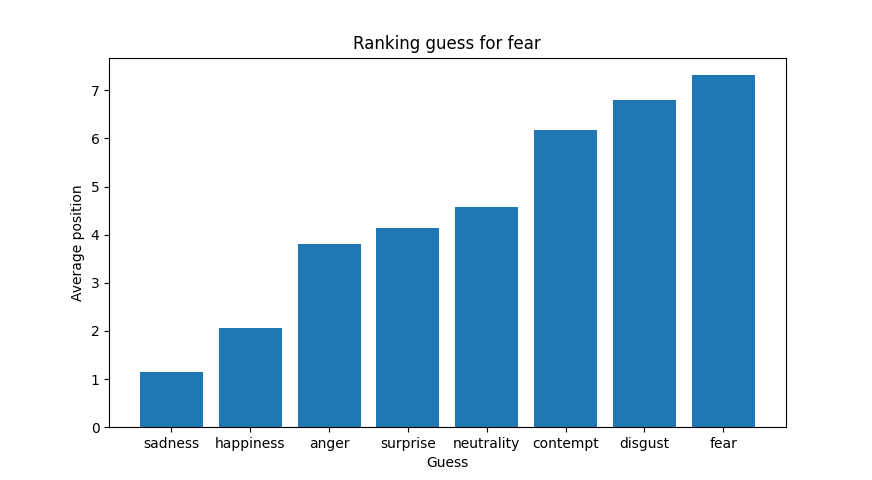 Ranking guess for fear
Average position
7
6
5
4
3
2
1
0
sadness happiness anger surprise neutrality contempt disgust fear
Guess